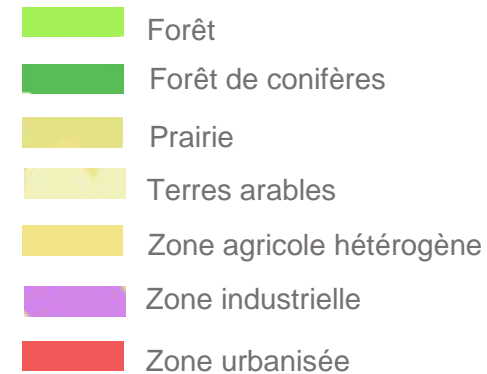 Forêt
Forêt de conifères
Prairie
Terres arables
Zone agricole hétérogène
Zone industrielle
Zone urbanisée